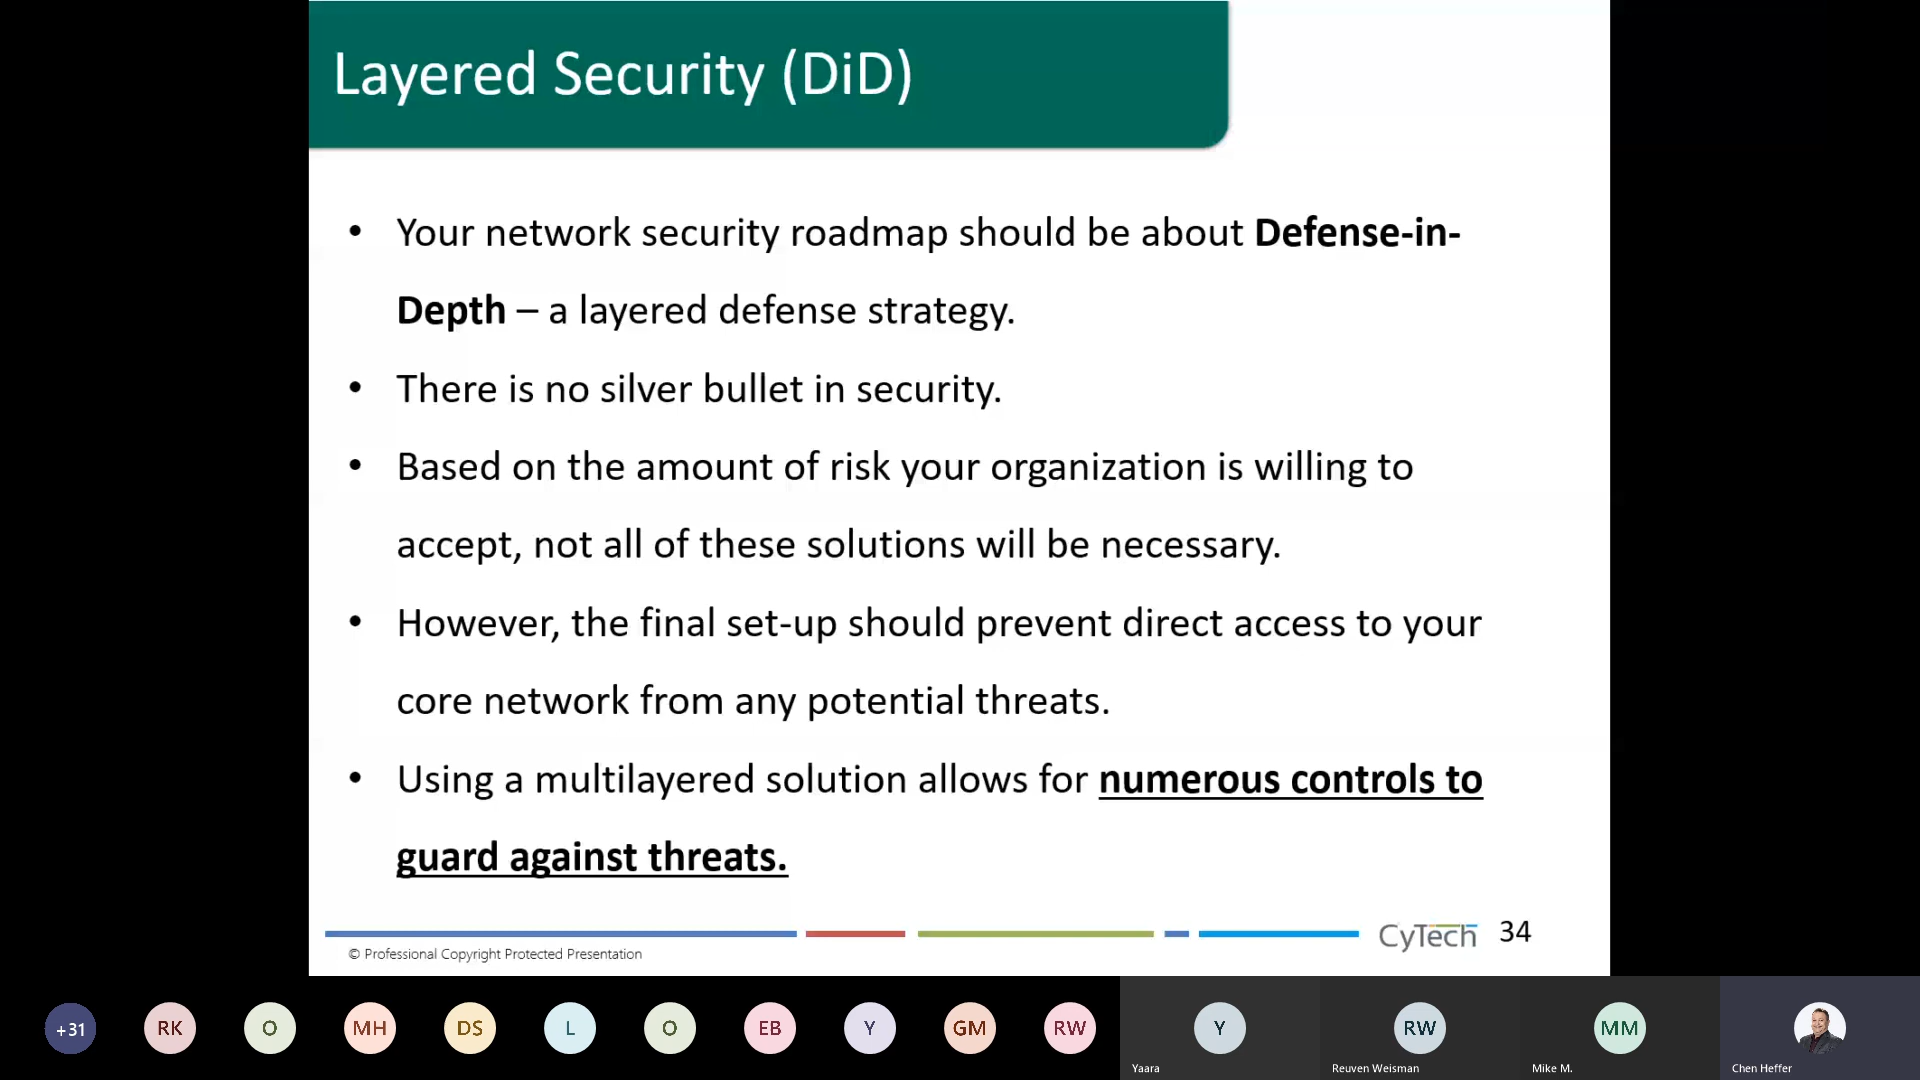 Layered Security (DiD)
• Your network security roadmap should be about Defense-in-
Depth – a layered defense strategy.
• There is no silver bullet in security.
• Based on the amount of risk your organization is willing to
accept, not all of these solutions will be necessary.
• However, the final set-up should prevent direct access to your
core network from any potential threats.
• Using a multilayered solution allows for numerous controls to
guard against threats.
CyTech 34
© Professional Copyright Protected Presentation
+31 RK O MH DS L O EB Y GM RW Y RW MM
Yaara Reuven Weisman Mike M. Chen Heffer